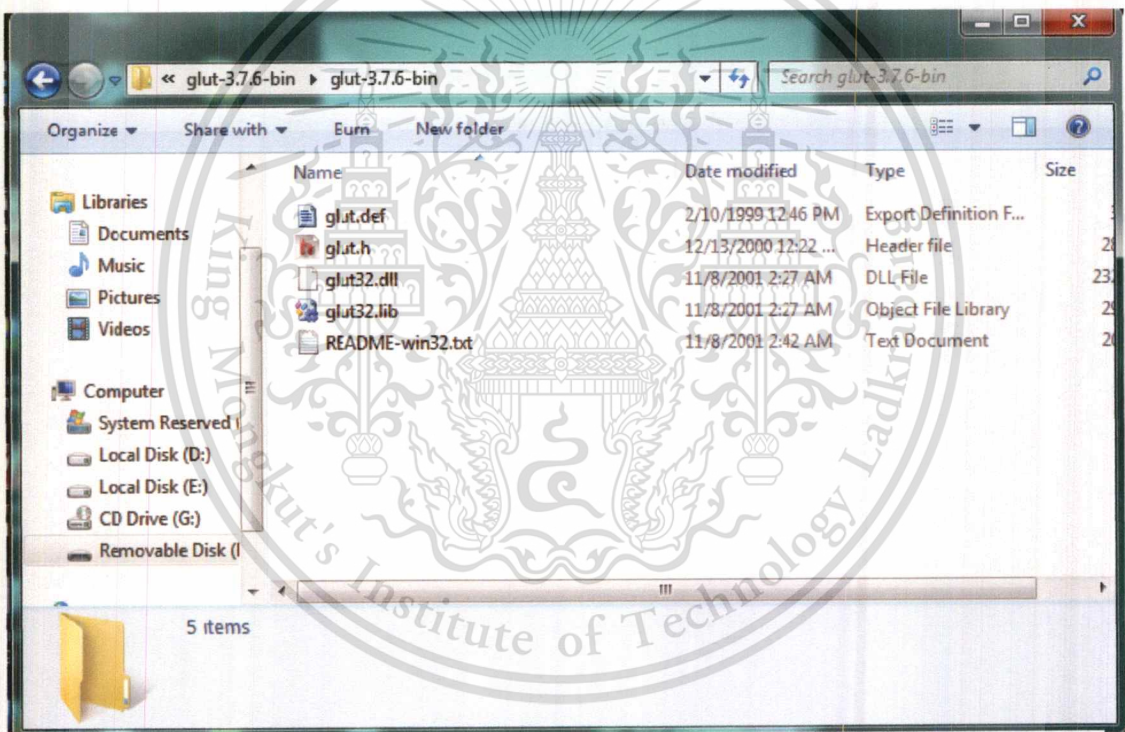 « glut-3.7.6-bin ▸ glut-3.7.6-bin
Search glut-3.7.6-bin
Organize
Share with
Burn
New folder
Name
Date modified
Type
Size
glut.def 2/10/1999 12:46 PM Export Definition F...
glut.h 12/13/2000 12:22 ... Header file
glut32.dll 11/8/2001 2:27 AM DLL File
glut32.lib 11/8/2001 2:27 AM Object File Library
README-win32.txt 11/8/2001 2:42 AM Text Document
Libraries
Documents
Music
Pictures
Videos
Computer
System Reserved
Local Disk (D:)
Local Disk (E:)
CD Drive (G:)
Removable Disk (
5 items
King Mongkut's Institute of Technology Ladkrabang